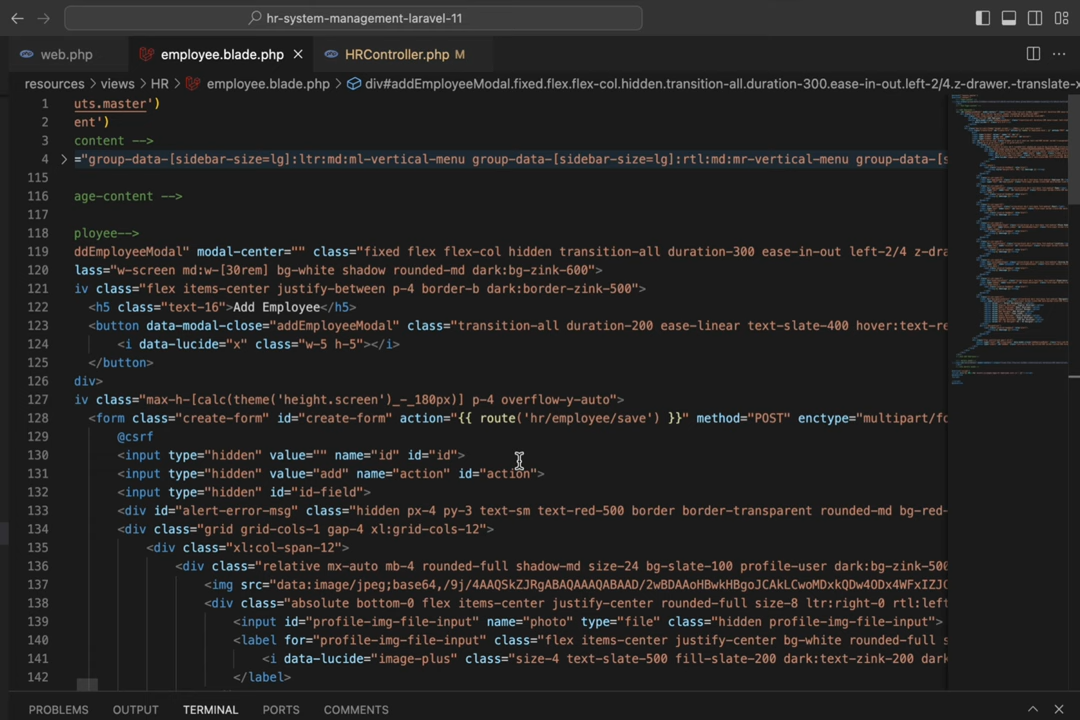 hr-system-management-laravel-11
web.php
employee.blade.php
HRController.php M
resources > views > HR > employee.blade.php > div#addEmployeeModal.fixed.flex.flex-col.hidden.transition-all.duration-300.ease-in-out.left-2/4.z-drawer.-translate-x
1 uts.master')
2 ent')
3 content -->
4 ="group-data-[sidebar-size=lg]:ltr:md:ml-vertical-menu group-data-[sidebar-size=lg]:rtl:md:mr-vertical-menu group-data-[s
115
116 age-content -->
117
118 ployee-->
119 ddEmployeeModal" modal-center="" class="fixed flex flex-col hidden transition-all duration-300 ease-in-out left-2/4 z-dra
120 lass="w-screen md:w-[30rem] bg-white shadow rounded-md dark:bg-zink-600">
121 iv class="flex items-center justify-between p-4 border-b dark:border-zink-500">
122 <h5 class="text-16">Add Employee</h5>
123 <button data-modal-close="addEmployeeModal" class="transition-all duration-200 ease-linear text-slate-400 hover:text-re
124 <i data-lucide="x" class="w-5 h-5"></i>
125 </button>
126 div>
127 iv class="max-h-[calc(theme('height.screen')_-_180px)] p-4 overflow-y-auto">
128 <form class="create-form" id="create-form" action="{{ route('hr/employee/save') }}" method="POST" enctype="multipart/fo
129 @csrf
130 <input type="hidden" value="" name="id" id="id">
131 <input type="hidden" value="add" name="action" id="action">
132 <input type="hidden" id="id-field">
133 <div id="alert-error-msg" class="hidden px-4 py-3 text-sm text-red-500 border border-transparent rounded-md bg-red-
134 <div class="grid grid-cols-1 gap-4 xl:grid-cols-12">
135 <div class="xl:col-span-12">
136 <div class="relative mx-auto mb-4 rounded-full shadow-md size-24 bg-slate-100 profile-user dark:bg-zink-500
137 <img src="data:image/jpeg;base64,/9j/4AAQSkZJRgABAQAAAQABAAD/2wBDAAoHBwkHBgoJCAkLCwoMDxkQDw4ODx4WFxIZJC
138 <div class="absolute bottom-0 flex items-center justify-center rounded-full size-8 ltr:right-0 rtl:left
139 <input id="profile-img-file-input" name="photo" type="file" class="hidden profile-img-file-input">
140 <label for="profile-img-file-input" class="flex items-center justify-center bg-white rounded-full s
141 <i data-lucide="image-plus" class="size-4 text-slate-500 fill-slate-200 dark:text-zink-200 dark
142 </label>
PROBLEMS OUTPUT TERMINAL PORTS COMMENTS